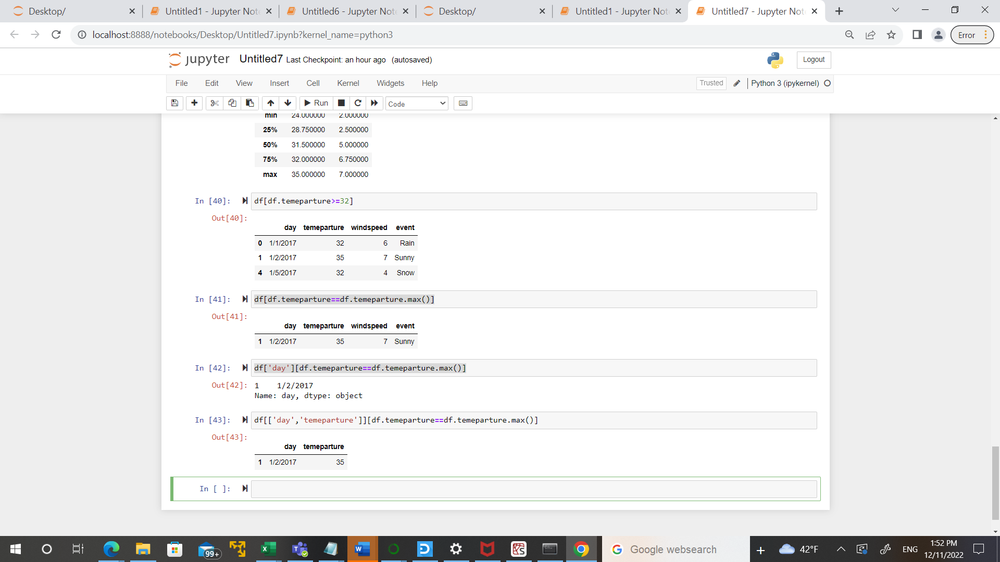 Desktop/ Untitled1 - Jupyter Not Untitled6 - Jupyter Not Desktop/ Untitled1 - Jupyter Not Untitled7 - Jupyter Not
localhost:8888/notebooks/Desktop/Untitled7.ipynb?kernel_name=python3 Error
jupyter Untitled7 Last Checkpoint: an hour ago (autosaved) Logout
File Edit View Insert Cell Kernel Widgets Help Trusted Python 3 (ipykernel)
Run Code
min 24.000000 2.000000
25% 28.750000 2.500000
50% 31.500000 5.000000
75% 32.000000 6.750000
max 35.000000 7.000000
In [40]: df[df.temeparture>=32]
Out[40]:
day temeparture windspeed event
0 1/1/2017 32 6 Rain
1 1/2/2017 35 7 Sunny
4 1/5/2017 32 4 Snow
In [41]: df[df.temeparture==df.temeparture.max()]
Out[41]:
day temeparture windspeed event
1 1/2/2017 35 7 Sunny
In [42]: df['day'][df.temeparture==df.temeparture.max()]
Out[42]: 1 1/2/2017
Name: day, dtype: object
In [43]: df[['day','temeparture']][df.temeparture==df.temeparture.max()]
Out[43]:
day temeparture
1 1/2/2017 35
In [ ]:
99+ Google websearch 42°F ENG 1:52 PM
12/11/2022